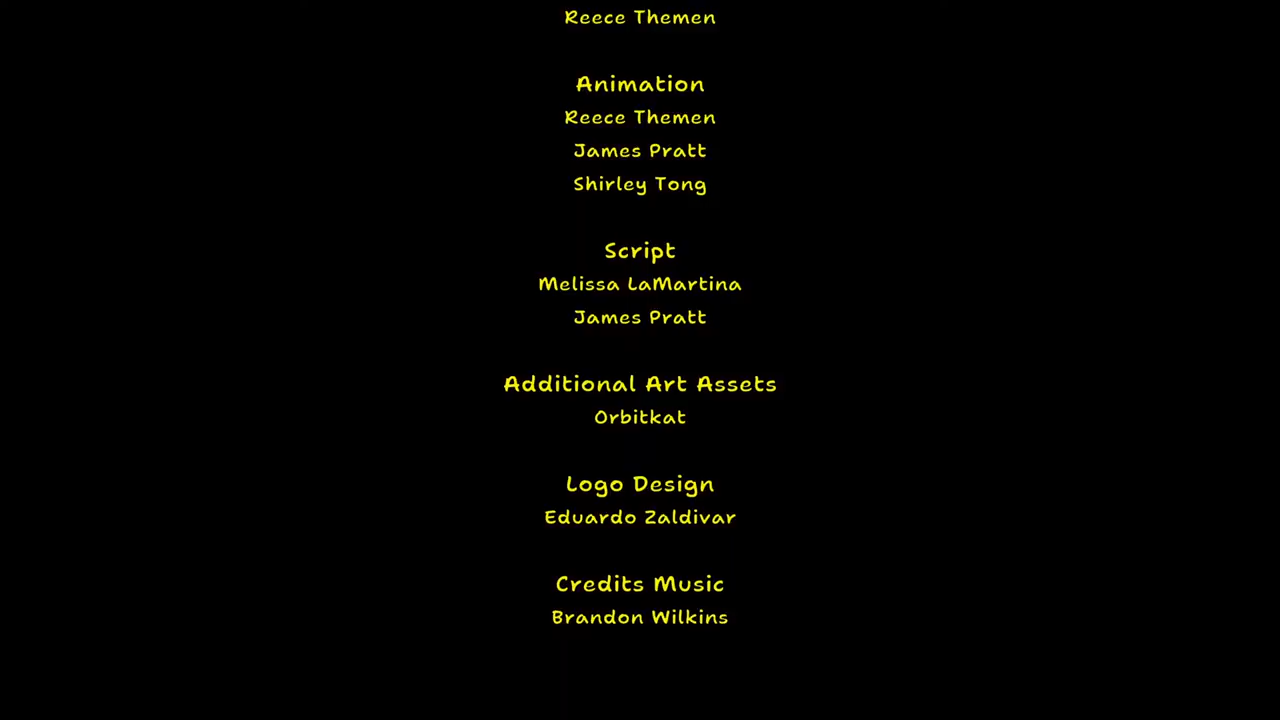 Reece Themen
Animation
Reece Themen
James Pratt
Shirley Tong
Script
Melissa LaMartina
James Pratt
Additional Art Assets
Orbitkat
Logo Design
Eduardo Zaldivar
Credits Music
Brandon Wilkins